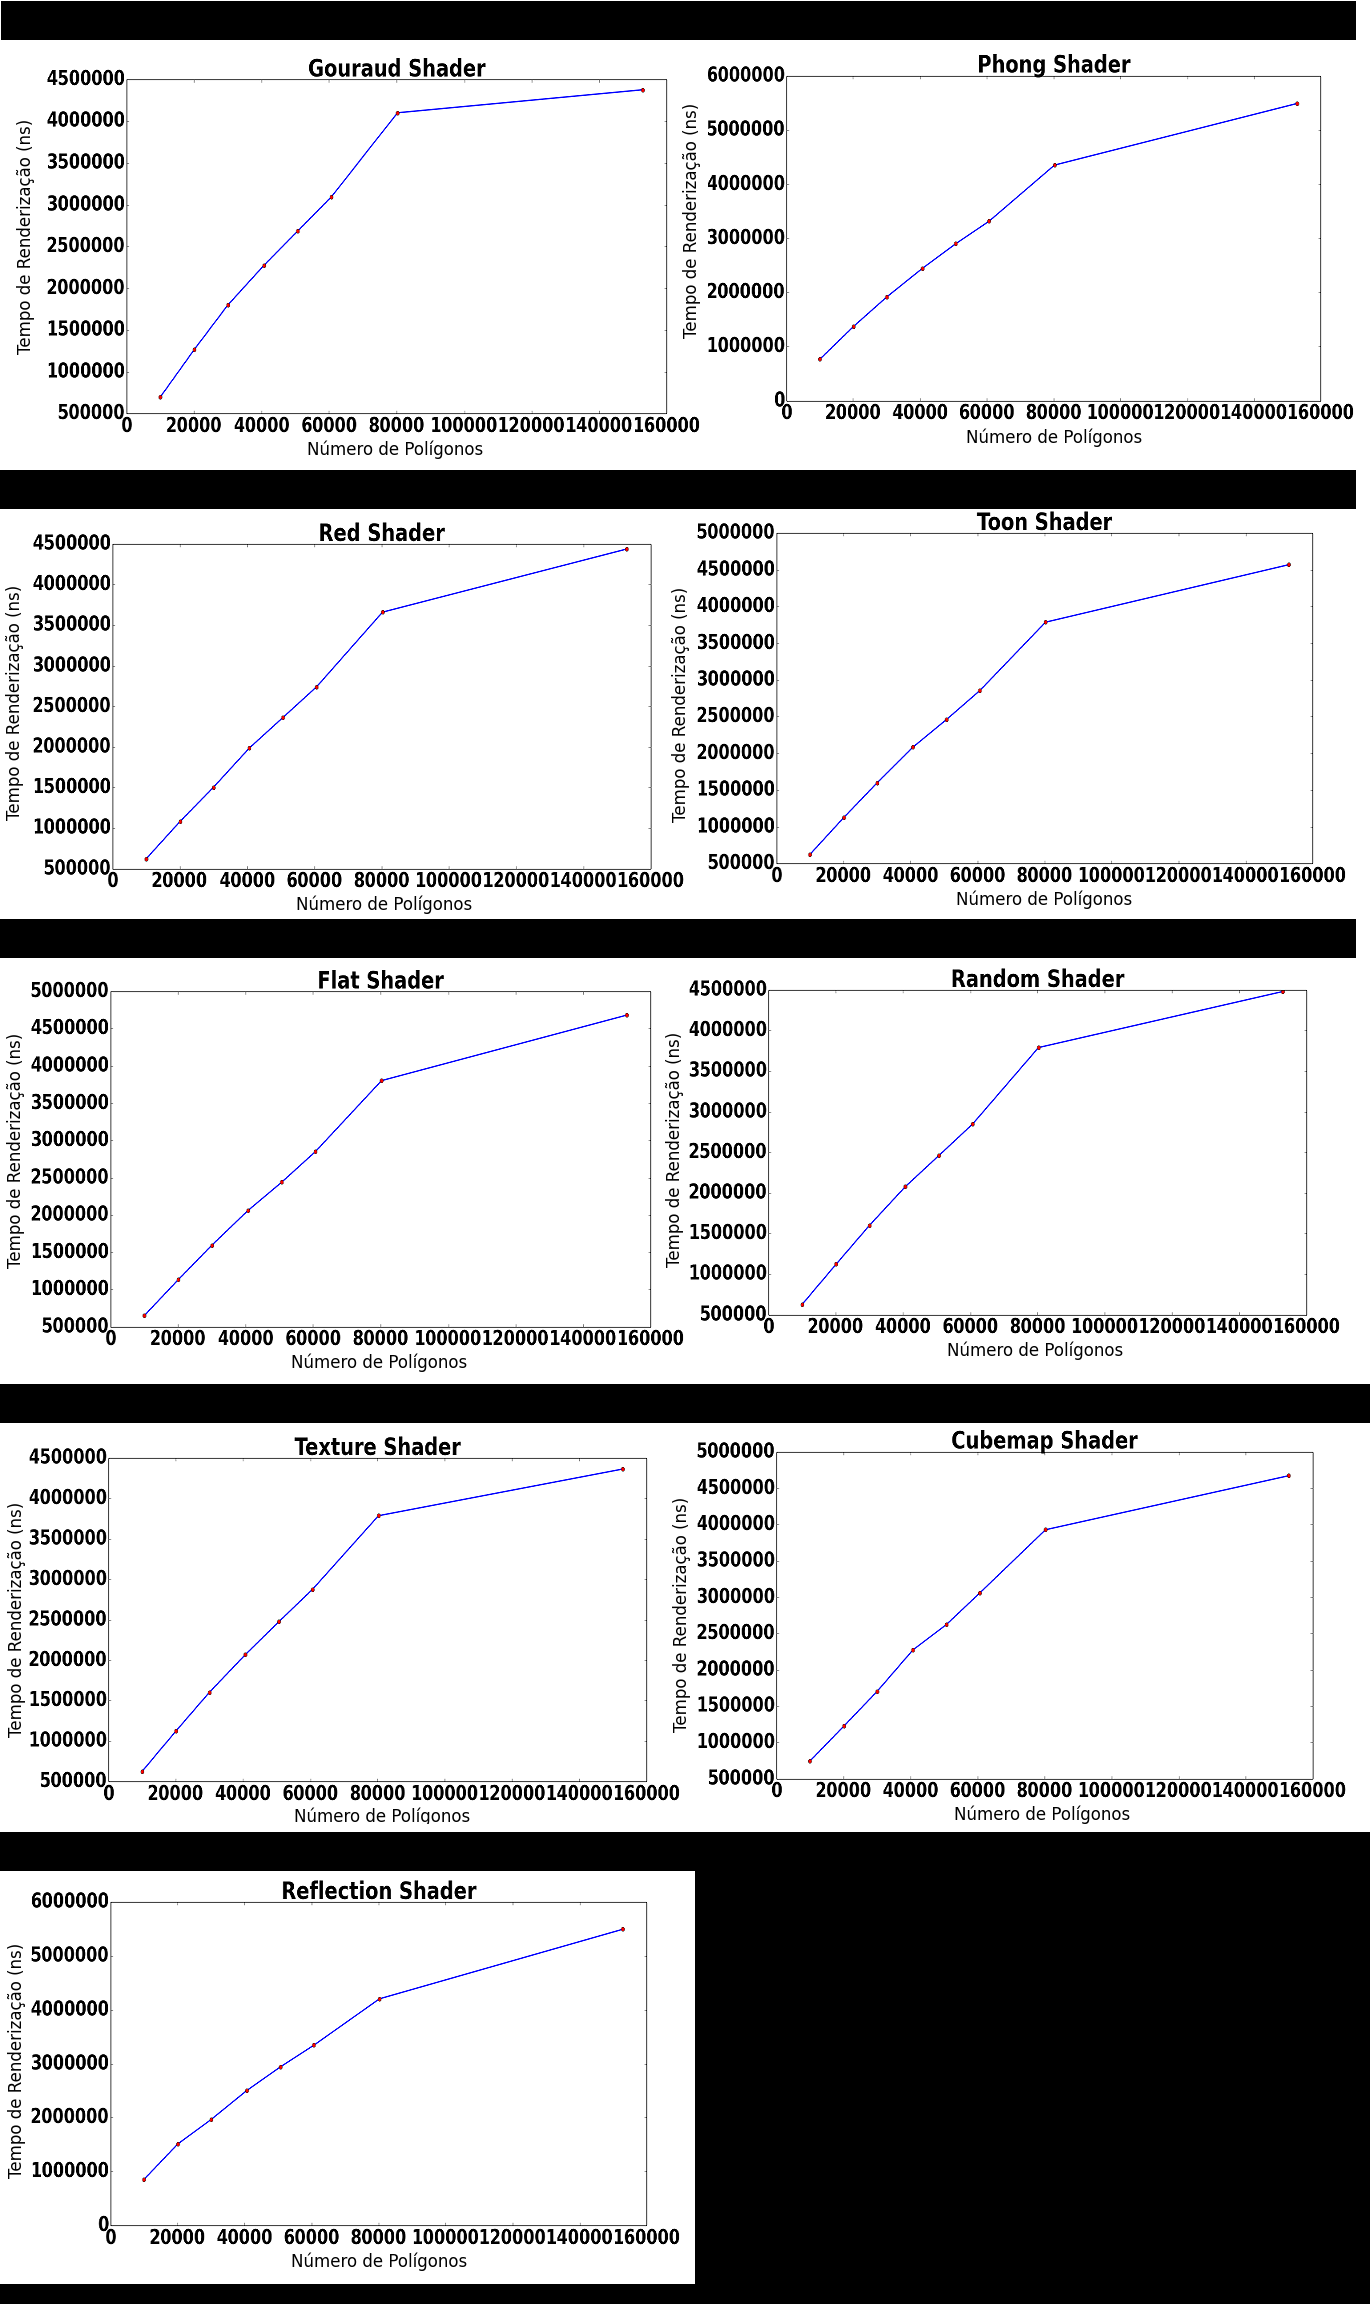 Gouraud Shader
4500000
4000000
3500000
3000000
2500000
2000000
1500000
1000000
500000
Tempo de Renderização (ns)
0 20000 40000 60000 80000 100000 120000 140000 160000
Número de Polígonos
Phong Shader
6000000
5000000
4000000
3000000
2000000
1000000
0
Tempo de Renderização (ns)
0 20000 40000 60000 80000 100000 120000 140000 160000
Número de Polígonos
Red Shader
4500000
4000000
3500000
3000000
2500000
2000000
1500000
1000000
500000
Tempo de Renderização (ns)
0 20000 40000 60000 80000 100000 120000 140000 160000
Número de Polígonos
Toon Shader
5000000
4500000
4000000
3500000
3000000
2500000
2000000
1500000
1000000
500000
Tempo de Renderização (ns)
0 20000 40000 60000 80000 100000 120000 140000 160000
Número de Polígonos
Flat Shader
5000000
4500000
4000000
3500000
3000000
2500000
2000000
1500000
1000000
500000
Tempo de Renderização (ns)
0 20000 40000 60000 80000 100000 120000 140000 160000
Número de Polígonos
Random Shader
4500000
4000000
3500000
3000000
2500000
2000000
1500000
1000000
500000
Tempo de Renderização (ns)
0 20000 40000 60000 80000 100000 120000 140000 160000
Número de Polígonos
Texture Shader
4500000
4000000
3500000
3000000
2500000
2000000
1500000
1000000
500000
Tempo de Renderização (ns)
0 20000 40000 60000 80000 100000 120000 140000 160000
Número de Polígonos
Cubemap Shader
5000000
4500000
4000000
3500000
3000000
2500000
2000000
1500000
1000000
500000
Tempo de Renderização (ns)
0 20000 40000 60000 80000 100000 120000 140000 160000
Número de Polígonos
Reflection Shader
6000000
5000000
4000000
3000000
2000000
1000000
0
Tempo de Renderização (ns)
0 20000 40000 60000 80000 100000 120000 140000 160000
Número de Polígonos